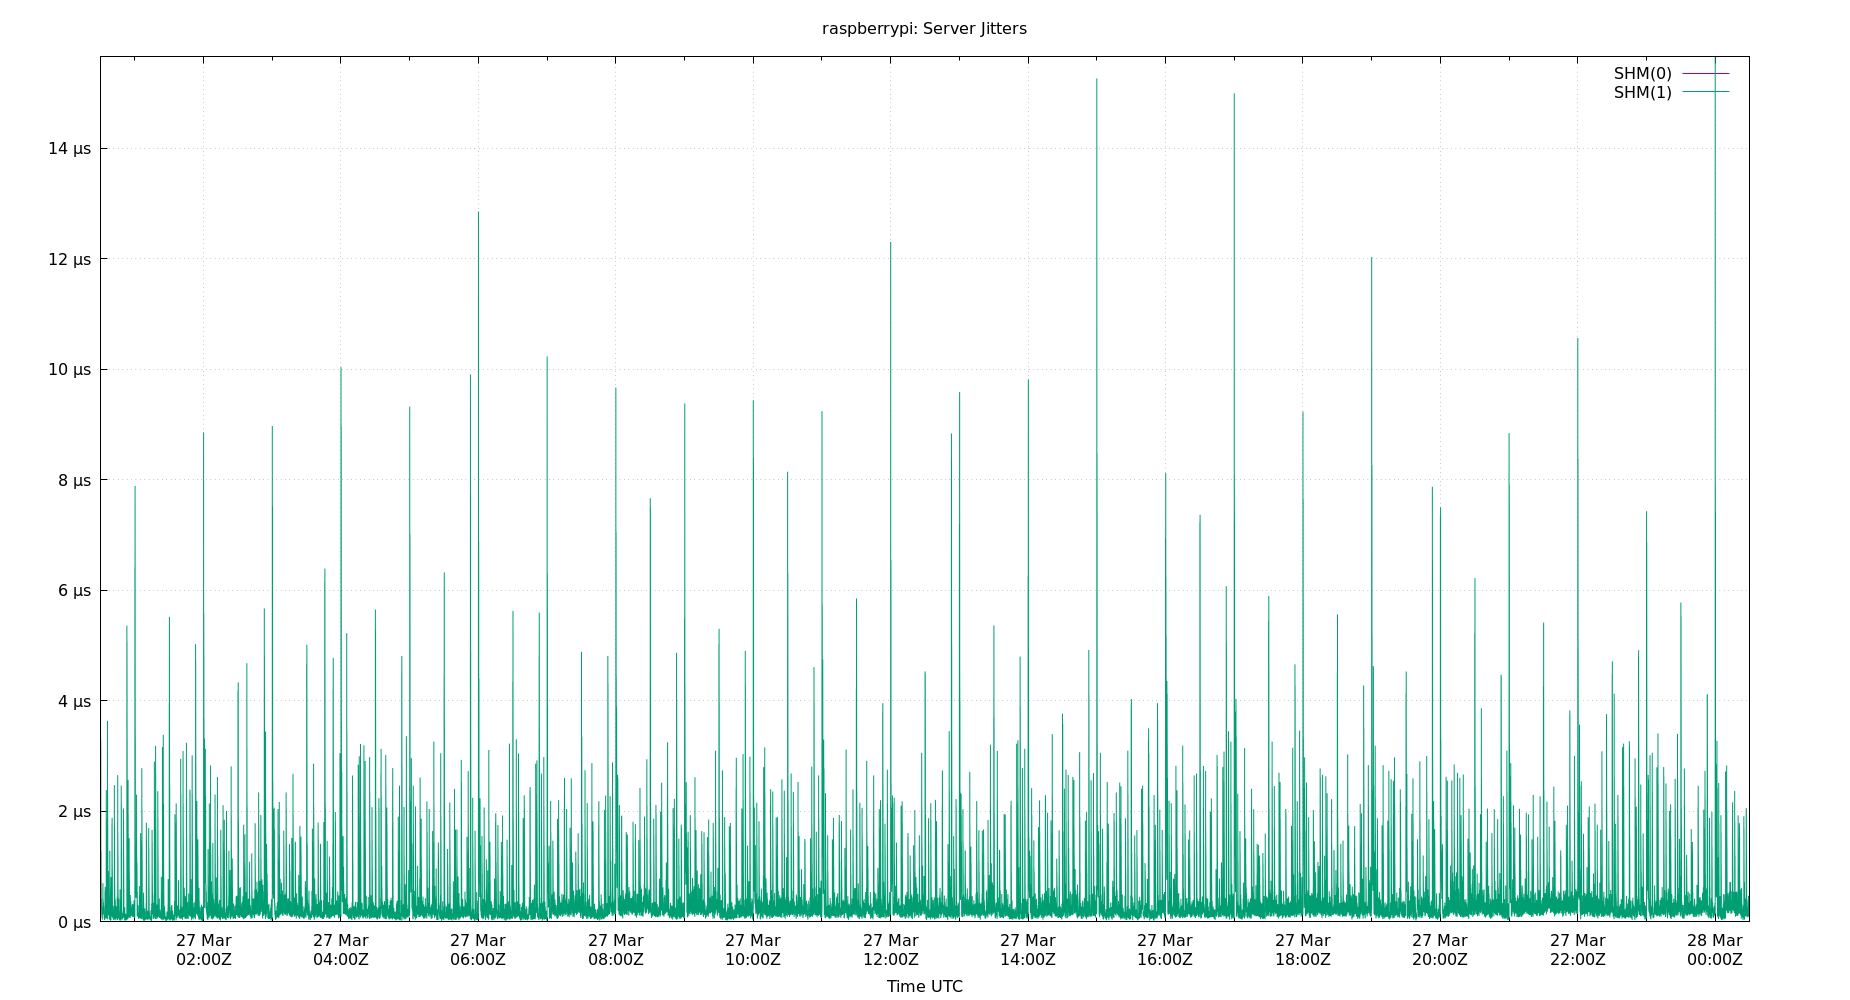 raspberrypi: Server Jitters
SHM(0)
SHM(1)
14 µs
12 µs
10 µs
8 µs
6 µs
4 µs
2 µs
0 µs
27 Mar 27 Mar 27 Mar 27 Mar 27 Mar 27 Mar 27 Mar 27 Mar 27 Mar 27 Mar 27 Mar 28 Mar
02:00Z 04:00Z 06:00Z 08:00Z 10:00Z 12:00Z 14:00Z 16:00Z 18:00Z 20:00Z 22:00Z 00:00Z
Time UTC